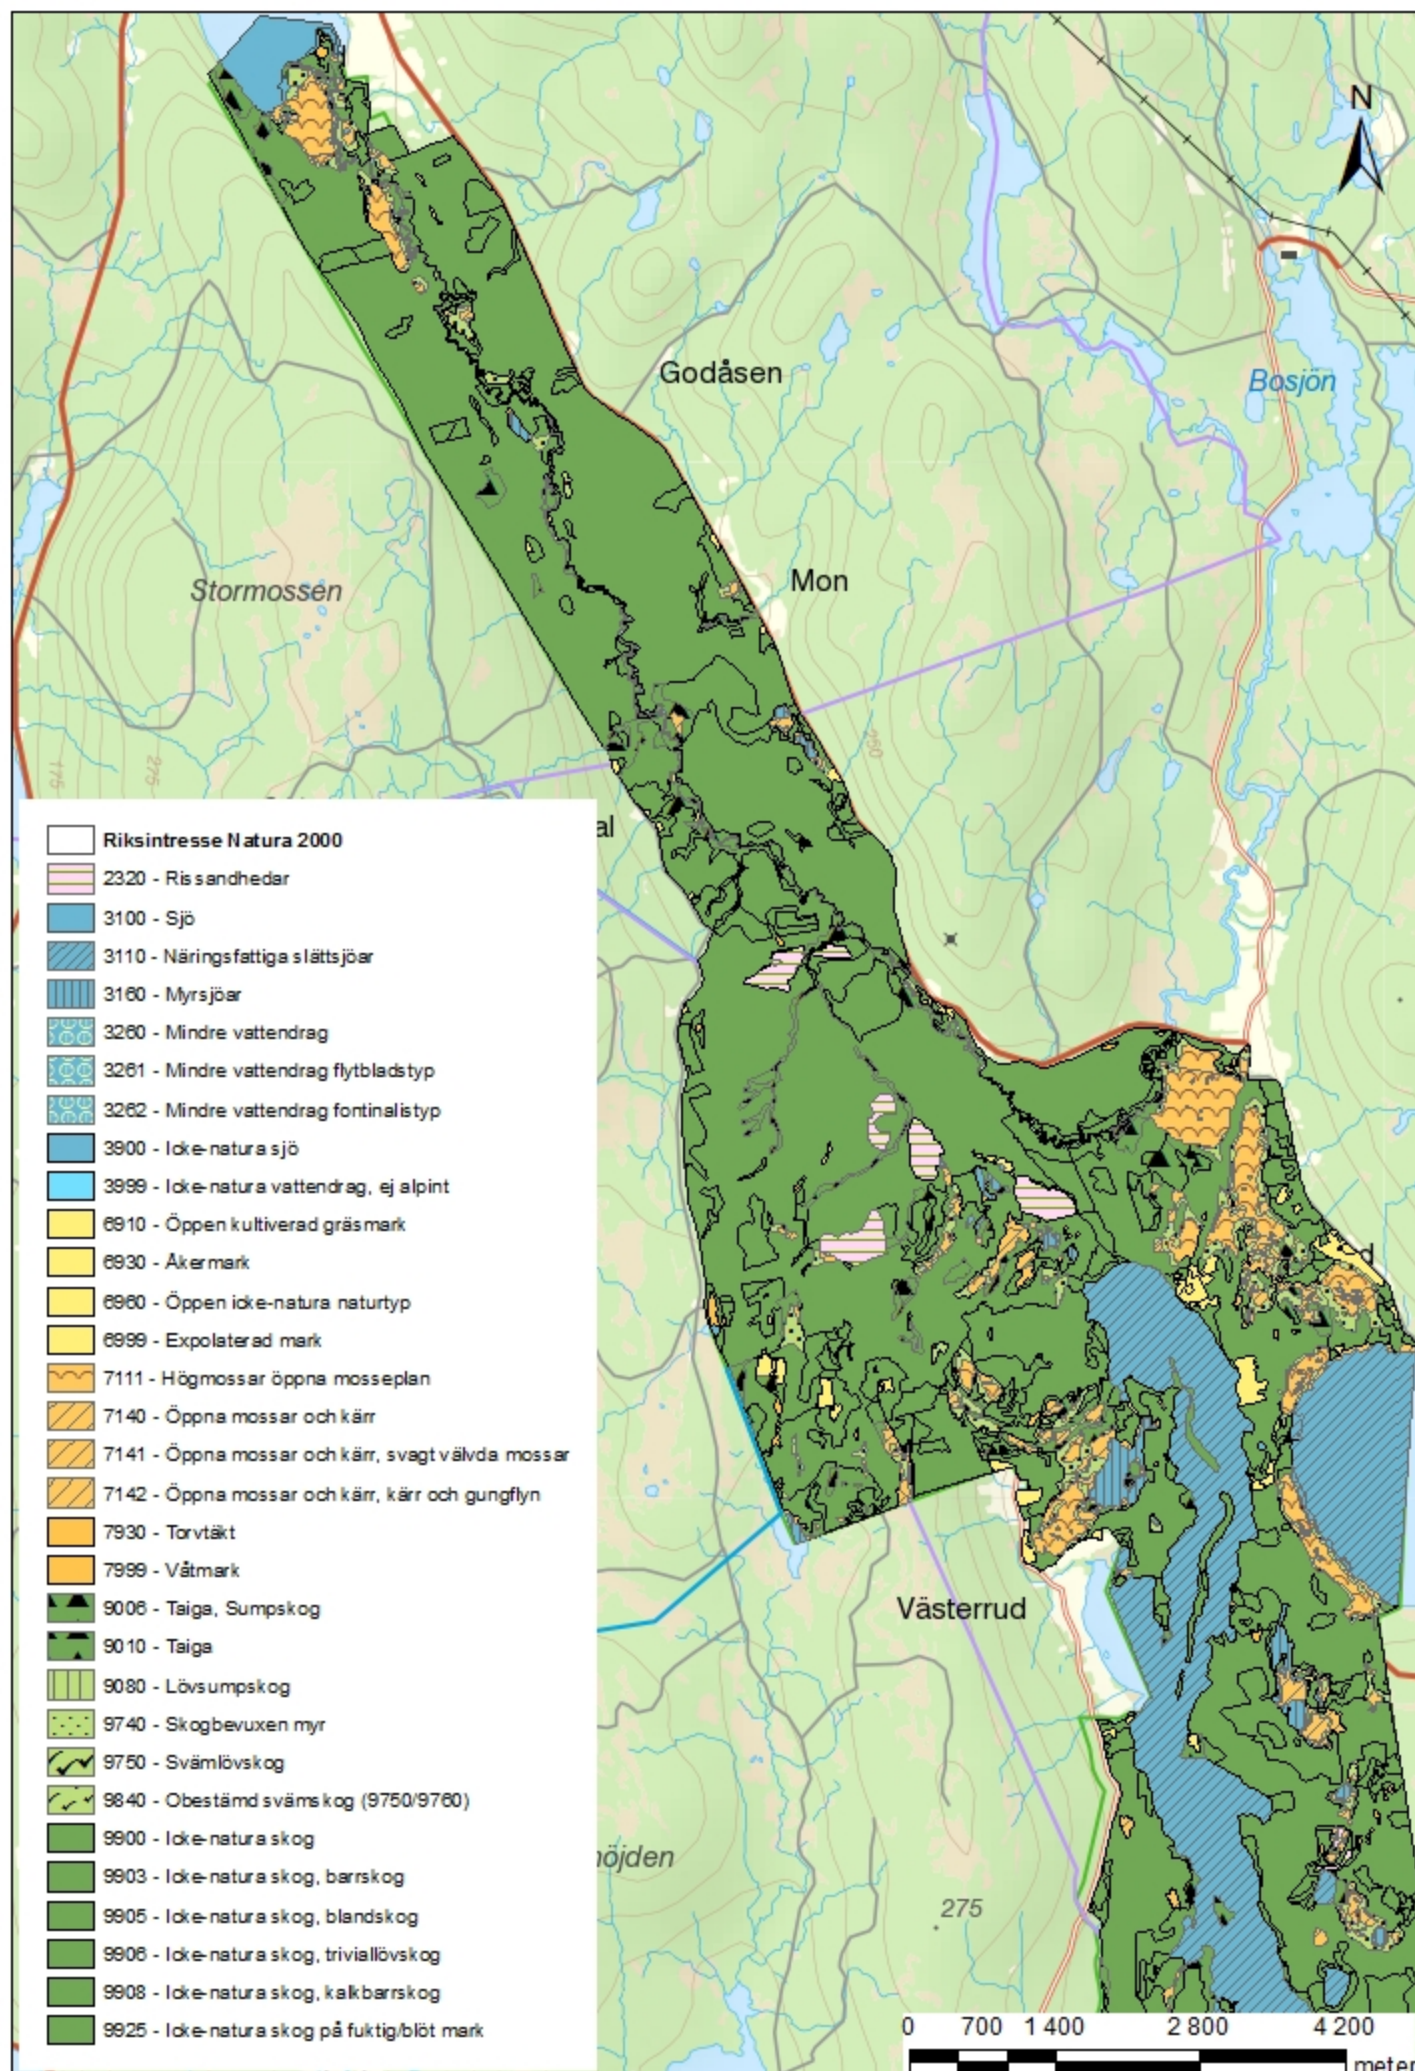 N
Godåsen
Bosjön
Stormossen
Mon
250
175
275
al
Riksintresse Natura 2000
2320 - Rissandhedar
3100 - Sjö
3110 - Näringsfattiga slättsjöar
3160 - Myrsjöar
3260 - Mindre vattendrag
3261 - Mindre vattendrag flytbladstyp
3262 - Mindre vattendrag fontinalistyp
3900 - Icke-natura sjö
3999 - Icke-natura vattendrag, ej alpint
6910 - Öppen kultiverad gräsmark
6930 - Åkermark
6960 - Öppen icke-natura naturtyp
6999 - Expolaterad mark
7111 - Högmossar öppna mosseplan
7140 - Öppna mossar och kärr
7141 - Öppna mossar och kärr, svagt välvda mossar
7142 - Öppna mossar och kärr, kärr och gungflyn
7930 - Torvtäkt
7999 - Våtmark
9006 - Taiga, Sumpskog
9010 - Taiga
9080 - Lövsumpskog
9740 - Skogbevuxen myr
9750 - Svämlövskog
9840 - Obestämd svämskog (9750/9760)
9900 - Icke-natura skog
9903 - Icke-natura skog, barrskog
9905 - Icke-natura skog, blandskog
9906 - Icke-natura skog, triviallövskog
9908 - Icke-natura skog, kalkbarrskog
9925 - Icke-natura skog på fuktig/blöt mark
d
Västerrud
höjden
275
0 700 1 400 2 800 4 200
meter